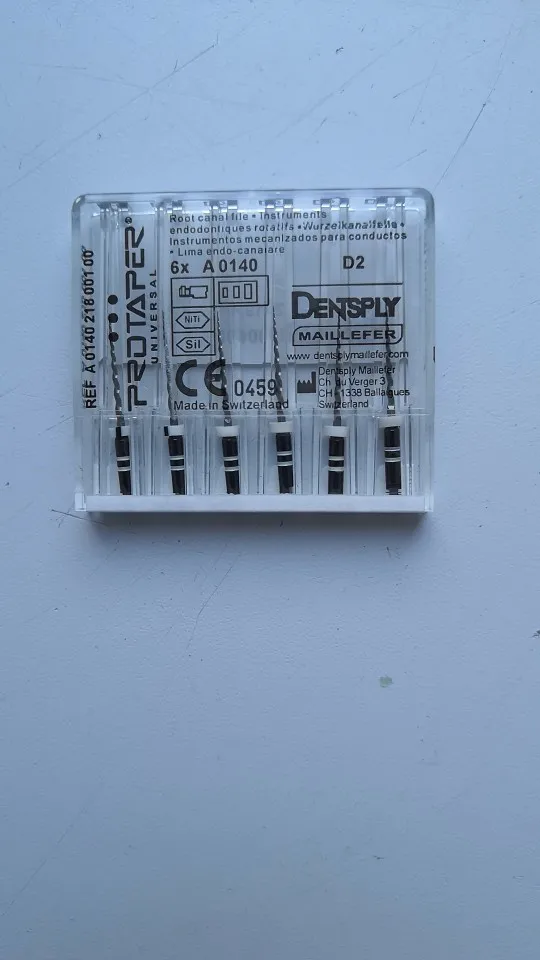 Root canal file • Instruments
endodontiques rotatifs • Wurzelkanalfeile •
Instrumentos mecanizados para conductos
• Lima endo-canalare
6x A 0140 D2
NiTi
Sil
DENTSPLY
MAILLEFER
www.dentsplymaillefer.com
CE 0459
Made in Switzerland
Dentsply Maillefer
Ch. du Verger 3
CH - 1338 Ballaigues
Switzerland
PROTAPER
UNIVERSAL
REF A 0140 218 001 00